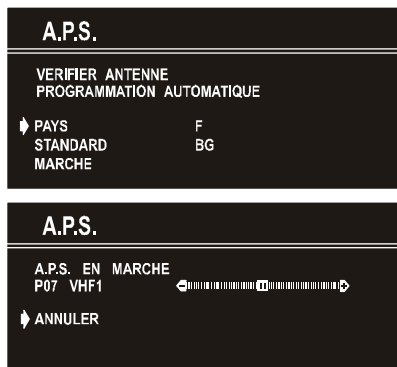 A.P.S.
VERIFIER ANTENNE
PROGRAMMATION AUTOMATIQUE
PAYS F
STANDARD BG
MARCHE
A.P.S.
A.P.S. EN MARCHE
P07 VHF1
ANNULER